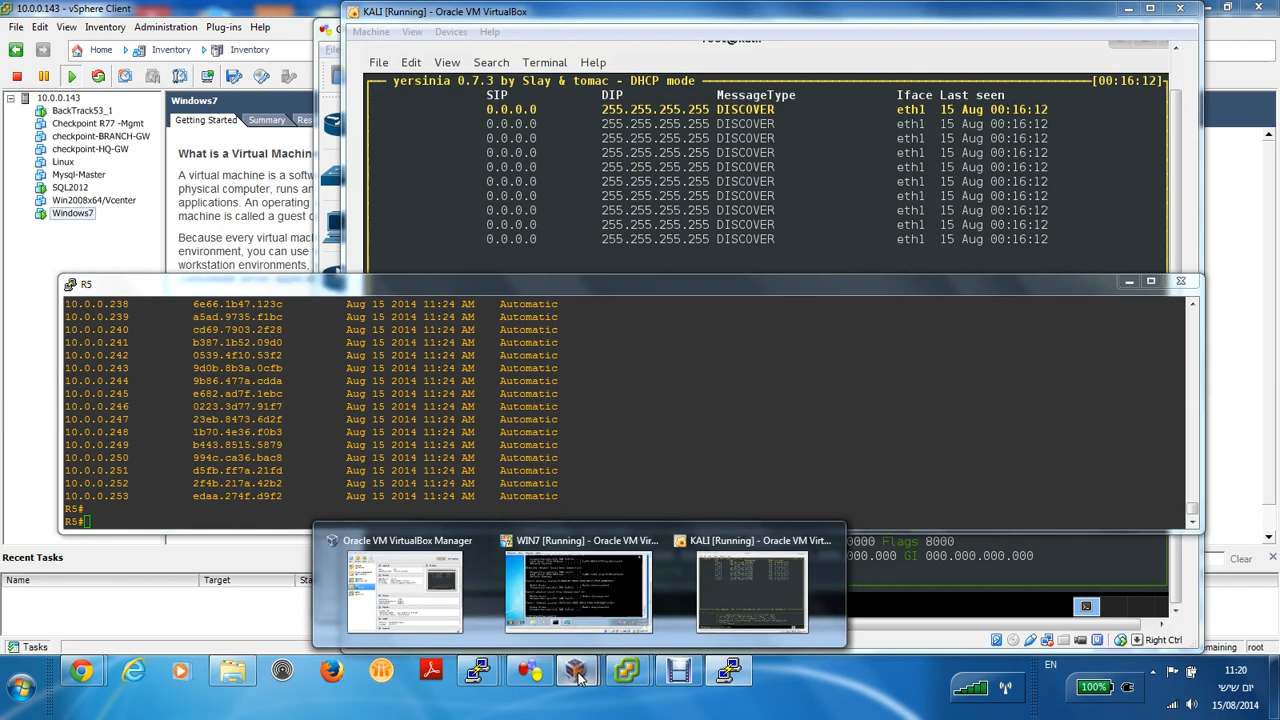 10.0.0.143 - vSphere Client
File Edit View Inventory Administration Plug-ins Help
Home Inventory Inventory
10.0.0.143
BackTrack53_1
Checkpoint R77 -Mgmt
checkpoint-BRANCH-GW
checkpoint-HQ-GW
Linux
Mysql-Master
SQL2012
Win2008x64/Vcenter
Windows7
Windows7
Getting Started Summary
What is a Virtual Machin
A virtual machine is a softw
physical computer, runs an
applications. An operating
machine is called a guest o
Because every virtual mach
environment, you can use
workstation environments,
KALI [Running] - Oracle VM VirtualBox
Machine View Devices Help
File Edit View Search Terminal Help
yersinia 0.7.3 by Slay & tomac - DHCP mode [00:16:12]
SIP DIP MessageType Iface Last seen
0.0.0.0 255.255.255.255 DISCOVER eth1 15 Aug 00:16:12
0.0.0.0 255.255.255.255 DISCOVER eth1 15 Aug 00:16:12
0.0.0.0 255.255.255.255 DISCOVER eth1 15 Aug 00:16:12
0.0.0.0 255.255.255.255 DISCOVER eth1 15 Aug 00:16:12
0.0.0.0 255.255.255.255 DISCOVER eth1 15 Aug 00:16:12
0.0.0.0 255.255.255.255 DISCOVER eth1 15 Aug 00:16:12
0.0.0.0 255.255.255.255 DISCOVER eth1 15 Aug 00:16:12
0.0.0.0 255.255.255.255 DISCOVER eth1 15 Aug 00:16:12
0.0.0.0 255.255.255.255 DISCOVER eth1 15 Aug 00:16:12
0.0.0.0 255.255.255.255 DISCOVER eth1 15 Aug 00:16:12
R5
10.0.0.238 6e66.1b47.123c Aug 15 2014 11:24 AM Automatic
10.0.0.239 a5ad.9735.f1bc Aug 15 2014 11:24 AM Automatic
10.0.0.240 cd69.7903.2f28 Aug 15 2014 11:24 AM Automatic
10.0.0.241 b387.1b52.09d0 Aug 15 2014 11:24 AM Automatic
10.0.0.242 0539.4f10.53f2 Aug 15 2014 11:24 AM Automatic
10.0.0.243 9d0b.8b3a.0cfb Aug 15 2014 11:24 AM Automatic
10.0.0.244 9b86.477a.cdda Aug 15 2014 11:24 AM Automatic
10.0.0.245 e682.ad7f.1ebc Aug 15 2014 11:24 AM Automatic
10.0.0.246 0223.3d77.91f7 Aug 15 2014 11:24 AM Automatic
10.0.0.247 23eb.8473.6d2f Aug 15 2014 11:24 AM Automatic
10.0.0.248 1b70.4e36.f0b3 Aug 15 2014 11:24 AM Automatic
10.0.0.249 b443.8515.5879 Aug 15 2014 11:24 AM Automatic
10.0.0.250 994c.ca36.bac8 Aug 15 2014 11:24 AM Automatic
10.0.0.251 d5fb.ff7a.21fd Aug 15 2014 11:24 AM Automatic
10.0.0.252 2f4b.217a.42b2 Aug 15 2014 11:24 AM Automatic
10.0.0.253 edaa.274f.d9f2 Aug 15 2014 11:24 AM Automatic
R5#
R5#
0000 Flags 8000
000.000 GI 000.000.000.000
Oracle VM VirtualBox Manager
WIN7 [Running] - Oracle VM Vir...
KALI [Running] - Oracle VM Virt...
Recent Tasks
Clear
Name Target
Right Ctrl
Tasks
remaining root
EN
100%
11:20
יום שישי
15/08/2014